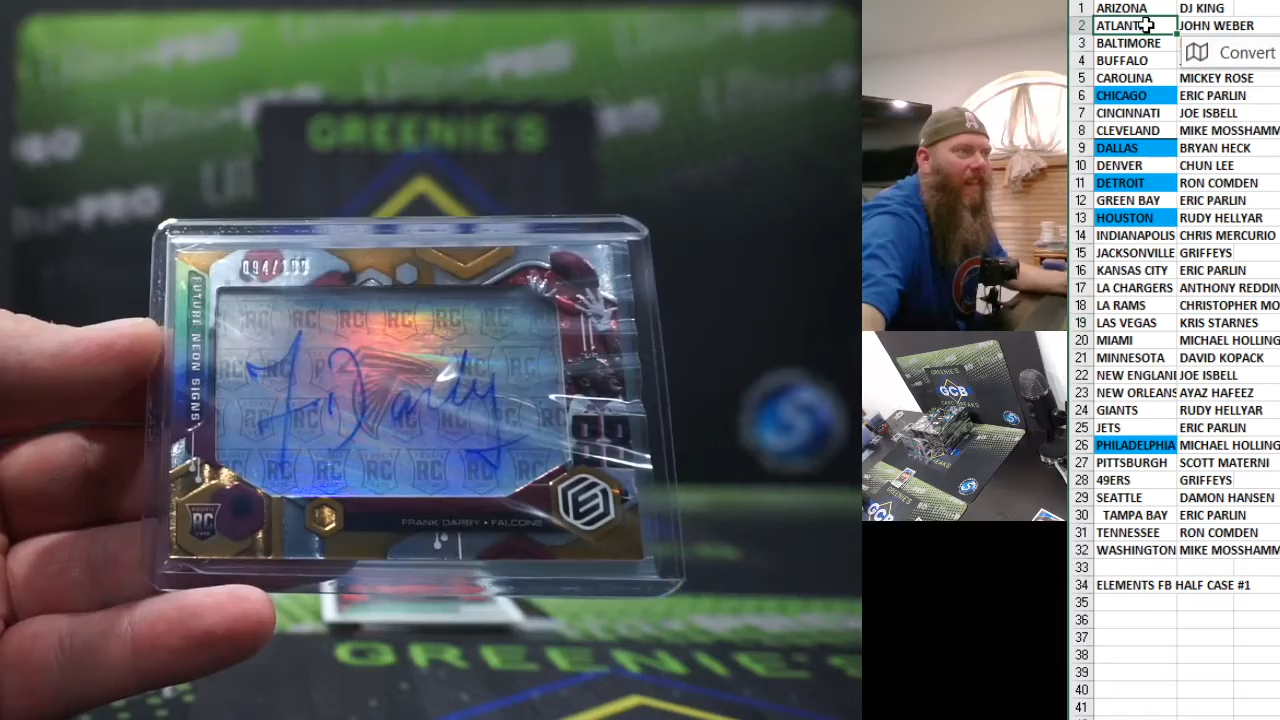 GREENIE'S
094/199
FUTURE NEON SIGNS
F. Darby
RC
FRANK DARBY • FALCONS
E
GREENIE'S
GCB
1 ARIZONA DJ KING
2 ATLANT JOHN WEBER
3 BALTIMORE
Convert
4 BUFFALO
5 CAROLINA MICKEY ROSE
6 CHICAGO ERIC PARLIN
7 CINCINNATI JOE ISBELL
8 CLEVELAND MIKE MOSSHAMM
9 DALLAS BRYAN HECK
10 DENVER CHUN LEE
11 DETROIT RON COMDEN
12 GREEN BAY ERIC PARLIN
13 HOUSTON RUDY HELLYAR
14 INDIANAPOLIS CHRIS MERCURIO
15 JACKSONVILLE GRIFFEYS
16 KANSAS CITY ERIC PARLIN
17 LA CHARGERS ANTHONY REDDIN
18 LA RAMS CHRISTOPHER MO
19 LAS VEGAS KRIS STARNES
20 MIAMI MICHAEL HOLLING
21 MINNESOTA DAVID KOPACK
22 NEW ENGLAN JOE ISBELL
23 NEW ORLEANS AYAZ HAFEEZ
24 GIANTS RUDY HELLYAR
25 JETS ERIC PARLIN
26 PHILADELPHIA MICHAEL HOLLING
27 PITTSBURGH SCOTT MATERNI
28 49ERS GRIFFEYS
29 SEATTLE DAMON HANSEN
30 TAMPA BAY ERIC PARLIN
31 TENNESSEE RON COMDEN
32 WASHINGTON MIKE MOSSHAMM
33
34 ELEMENTS FB HALF CASE #1
35
36
37
38
39
40
41